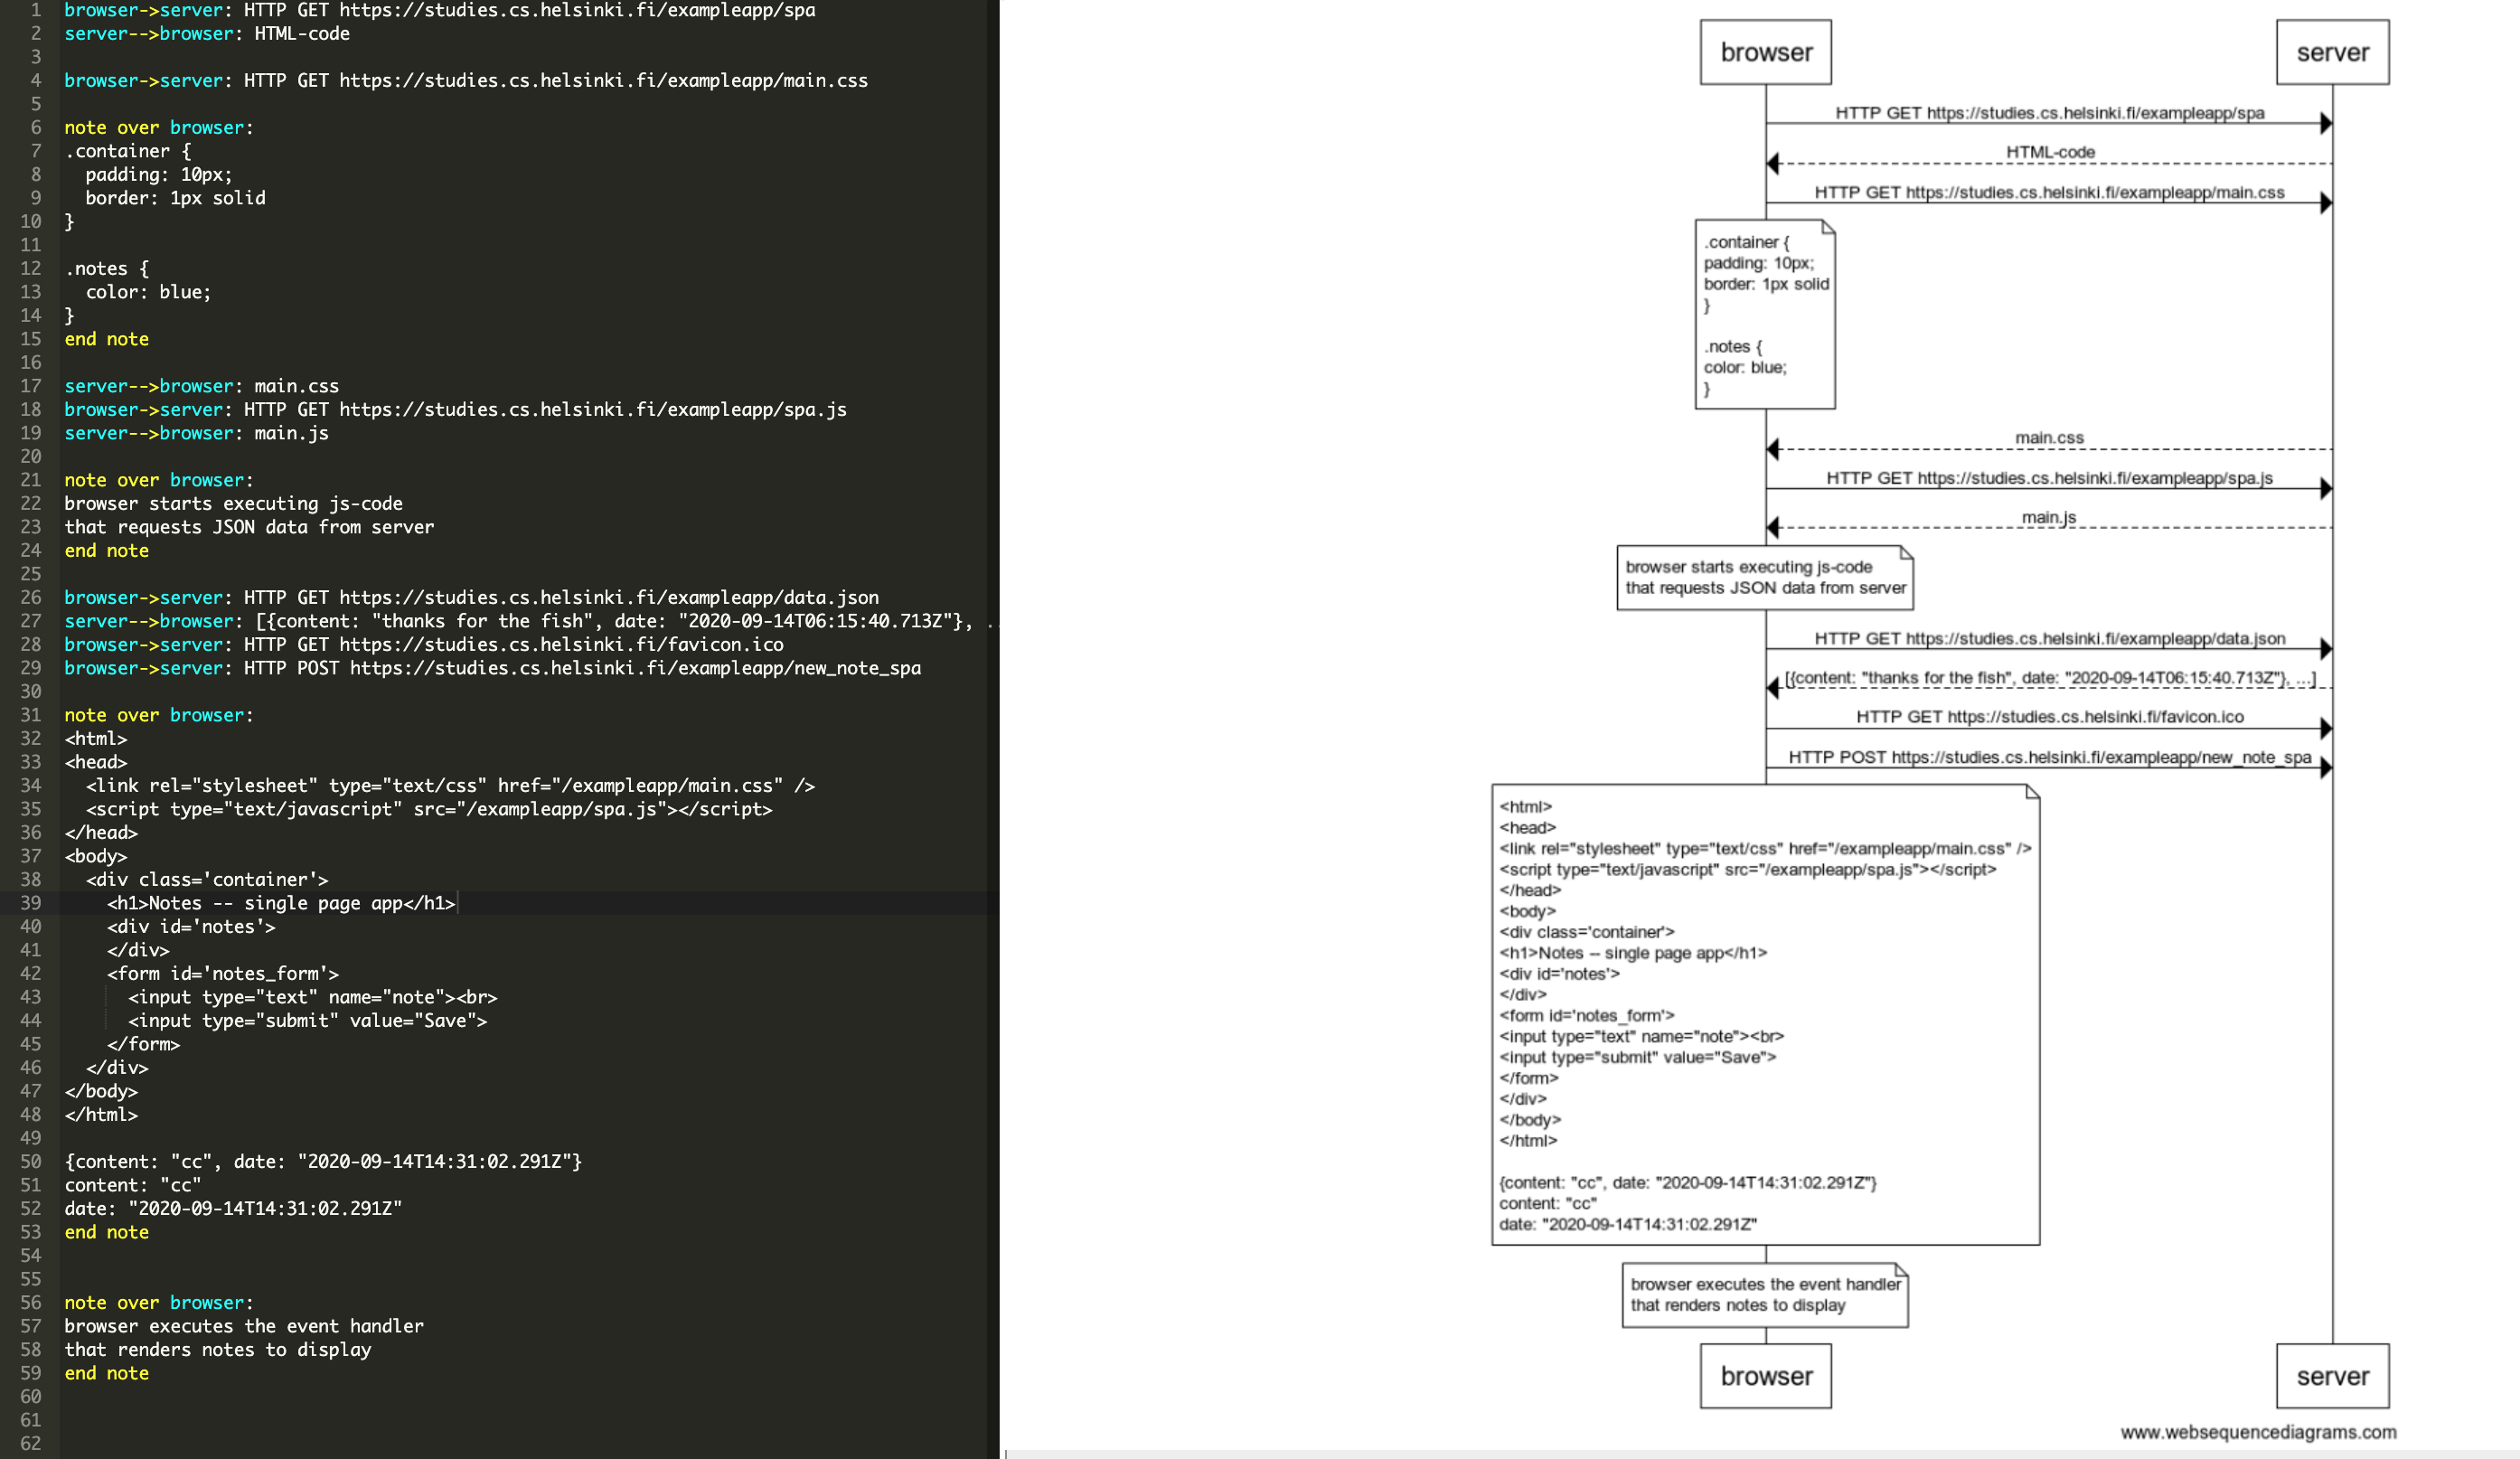 1 browser->server: HTTP GET https://studies.cs.helsinki.fi/exampleapp/spa
2 server-->browser: HTML-code
3
4 browser->server: HTTP GET https://studies.cs.helsinki.fi/exampleapp/main.css
5
6 note over browser:
7 .container {
8   padding: 10px;
9   border: 1px solid
10 }
11
12 .notes {
13   color: blue;
14 }
15 end note
16
17 server-->browser: main.css
18 browser->server: HTTP GET https://studies.cs.helsinki.fi/exampleapp/spa.js
19 server-->browser: main.js
20
21 note over browser:
22 browser starts executing js-code
23 that requests JSON data from server
24 end note
25
26 browser->server: HTTP GET https://studies.cs.helsinki.fi/exampleapp/data.json
27 server-->browser: [{content: "thanks for the fish", date: "2020-09-14T06:15:40.713Z"}, ..
28 browser->server: HTTP GET https://studies.cs.helsinki.fi/favicon.ico
29 browser->server: HTTP POST https://studies.cs.helsinki.fi/exampleapp/new_note_spa
30
31 note over browser:
32 <html>
33 <head>
34   <link rel="stylesheet" type="text/css" href="/exampleapp/main.css" />
35   <script type="text/javascript" src="/exampleapp/spa.js"></script>
36 </head>
37 <body>
38   <div class='container'>
39     <h1>Notes -- single page app</h1>
40     <div id='notes'>
41     </div>
42     <form id='notes_form'>
43       <input type="text" name="note"><br>
44       <input type="submit" value="Save">
45     </form>
46   </div>
47 </body>
48 </html>
49
50 {content: "cc", date: "2020-09-14T14:31:02.291Z"}
51 content: "cc"
52 date: "2020-09-14T14:31:02.291Z"
53 end note
54
55
56 note over browser:
57 browser executes the event handler
58 that renders notes to display
59 end note
60
61
62
browser server
HTTP GET https://studies.cs.helsinki.fi/exampleapp/spa
HTML-code
HTTP GET https://studies.cs.helsinki.fi/exampleapp/main.css
.container {
padding: 10px;
border: 1px solid
}
.notes {
color: blue;
}
main.css
HTTP GET https://studies.cs.helsinki.fi/exampleapp/spa.js
main.js
browser starts executing js-code
that requests JSON data from server
HTTP GET https://studies.cs.helsinki.fi/exampleapp/data.json
[{content: "thanks for the fish", date: "2020-09-14T06:15:40.713Z"}, ...]
HTTP GET https://studies.cs.helsinki.fi/favicon.ico
HTTP POST https://studies.cs.helsinki.fi/exampleapp/new_note_spa
<html>
<head>
<link rel="stylesheet" type="text/css" href="/exampleapp/main.css" />
<script type="text/javascript" src="/exampleapp/spa.js"></script>
</head>
<body>
<div class='container'>
<h1>Notes -- single page app</h1>
<div id='notes'>
</div>
<form id='notes_form'>
<input type="text" name="note"><br>
<input type="submit" value="Save">
</form>
</div>
</body>
</html>
{content: "cc", date: "2020-09-14T14:31:02.291Z"}
content: "cc"
date: "2020-09-14T14:31:02.291Z"
browser executes the event handler
that renders notes to display
browser server
www.websequencediagrams.com